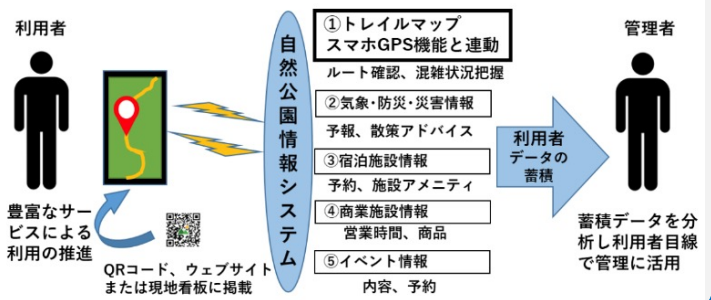 利用者
豊富なサー
ビスによる
利用の推進
QRコード、ウェブサイト
または現地看板に掲載
自然公園情報システム
①トレイルマップ
スマホGPS機能と連動
ルート確認、混雑状況把握
②気象・防災・災害情報
予報、散策アドバイス
③宿泊施設情報
予約、施設アメニティ
④商業施設情報
営業時間、商品
⑤イベント情報
内容、予約
利用者
データの
蓄積
管理者
蓄積データを分
析し利用者目線
で管理に活用